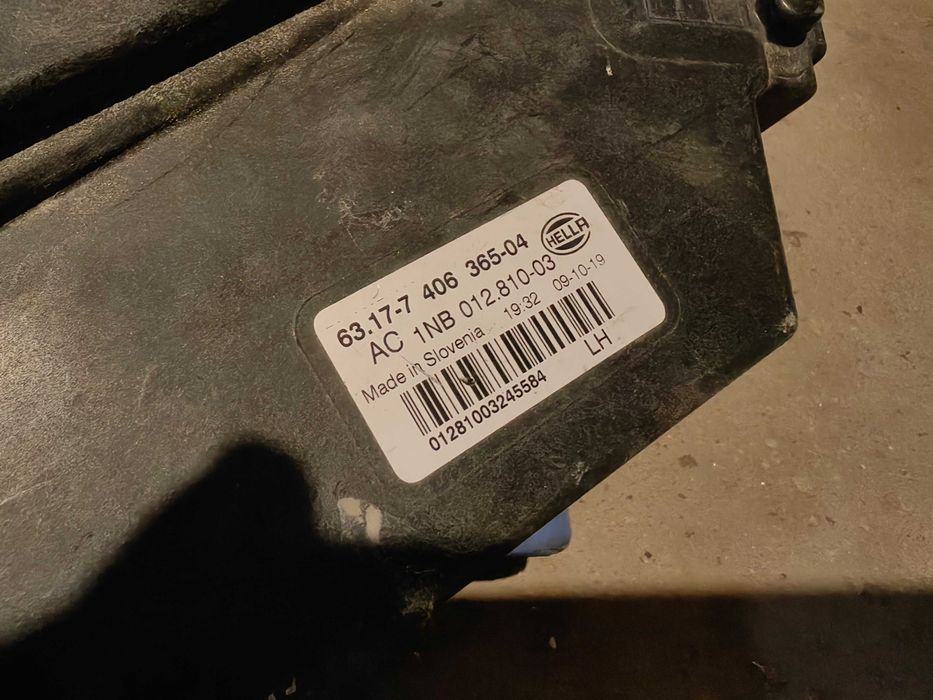 63.17-7 406 365-04
HELLA
AC 1NB 012.810-03
Made in Slovenia 19:32 09-10-19
01281003245584
LH